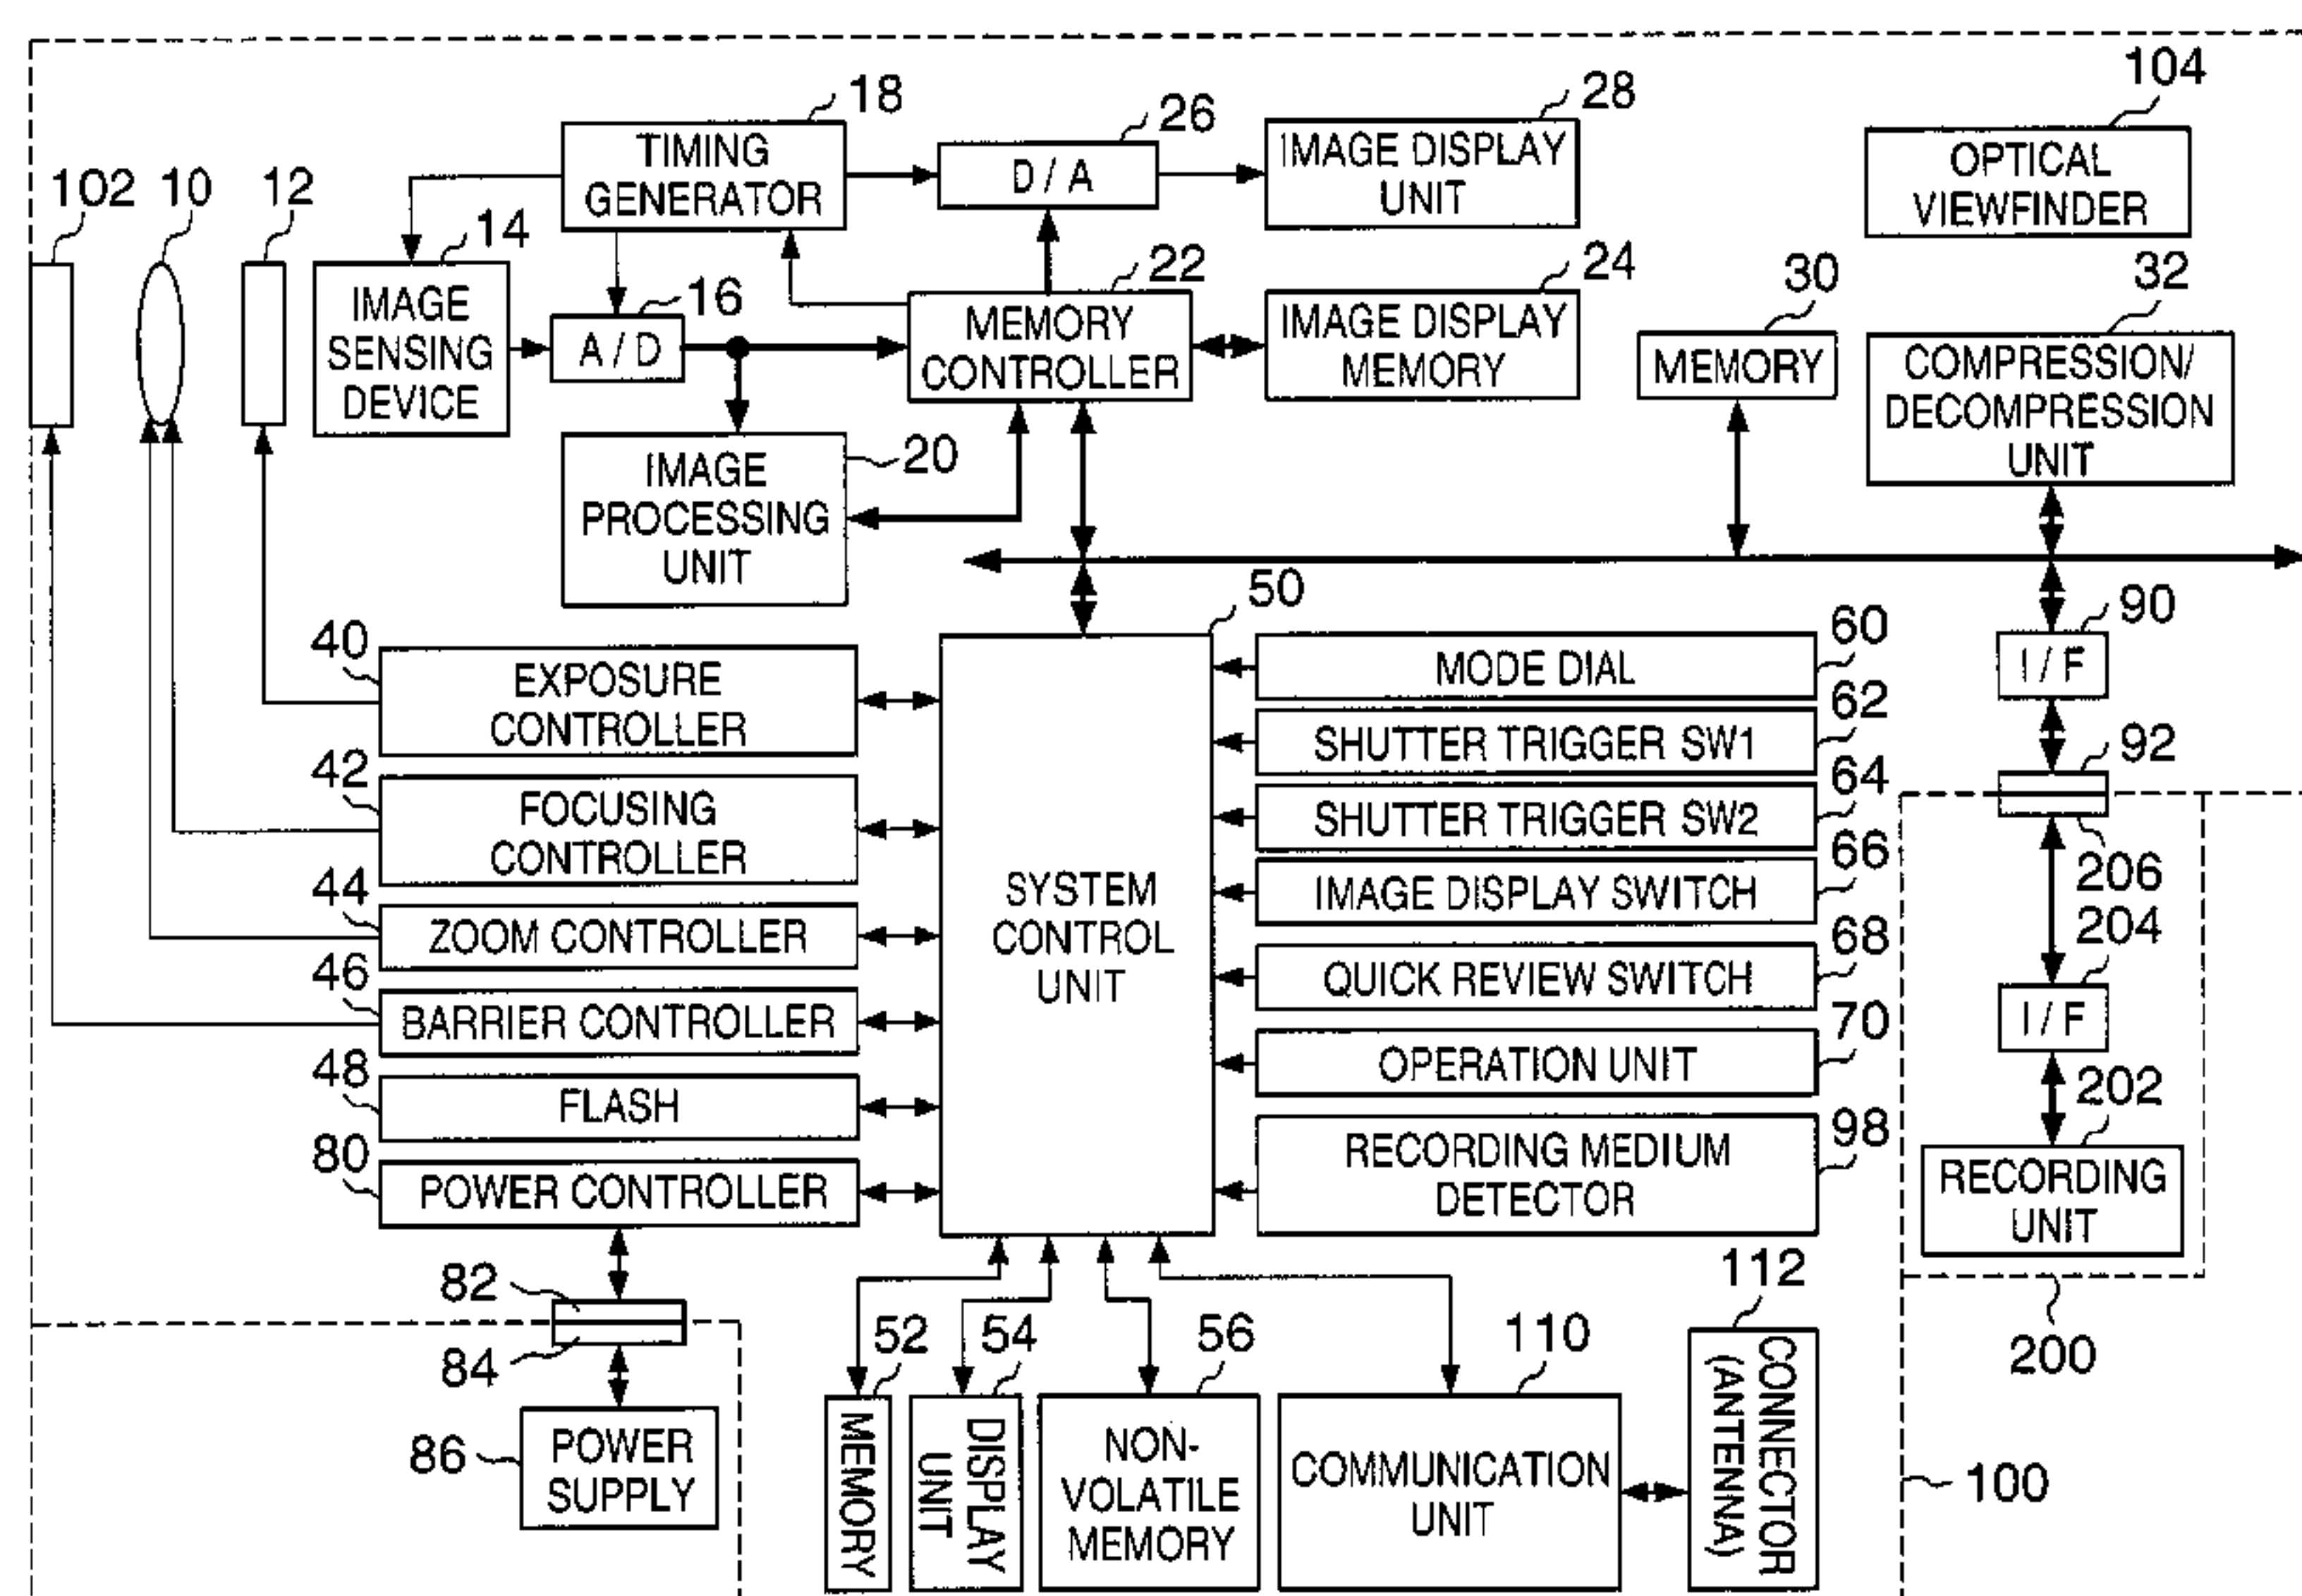 104
18
26
28
TIMING
GENERATOR
D / A
IMAGE DISPLAY
UNIT
OPTICAL
VIEWFINDER
102
10
12
14
IMAGE
SENSING
DEVICE
16
A / D
22
MEMORY
CONTROLLER
24
IMAGE DISPLAY
MEMORY
30
MEMORY
32
COMPRESSION/
DECOMPRESSION
UNIT
20
IMAGE
PROCESSING
UNIT
50
SYSTEM
CONTROL
UNIT
40
EXPOSURE
CONTROLLER
42
FOCUSING
CONTROLLER
44
ZOOM CONTROLLER
46
BARRIER CONTROLLER
48
FLASH
80
POWER CONTROLLER
60
MODE DIAL
62
SHUTTER TRIGGER SW1
64
SHUTTER TRIGGER SW2
66
IMAGE DISPLAY SWITCH
68
QUICK REVIEW SWITCH
70
OPERATION UNIT
98
RECORDING MEDIUM
DETECTOR
90
I / F
92
206
204
I / F
202
RECORDING
UNIT
200
100
82
84
86
POWER
SUPPLY
52
MEMORY
54
DISPLAY
UNIT
56
NON-
VOLATILE
MEMORY
110
COMMUNICATION
UNIT
112
CONNECTOR
(ANTENNA)